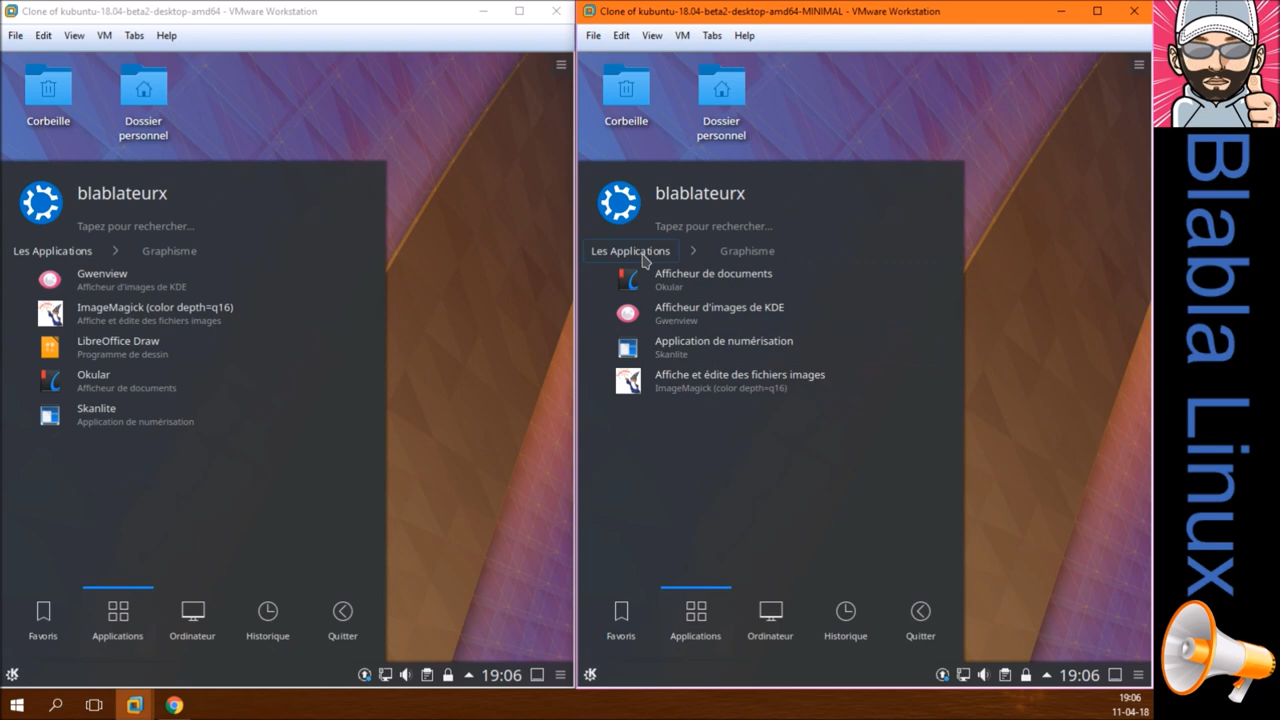 Clone of kubuntu-18.04-beta2-desktop-amd64 - VMware Workstation
File Edit View VM Tabs Help
Corbeille
Dossier
personnel
blablateurx
Tapez pour rechercher...
Les Applications > Graphisme
Gwenview
Afficheur d'images de KDE
ImageMagick (color depth=q16)
Affiche et édite des fichiers images
LibreOffice Draw
Programme de dessin
Okular
Afficheur de documents
Skanlite
Application de numérisation
Favoris Applications Ordinateur Historique Quitter
19:06
Clone of kubuntu-18.04-beta2-desktop-amd64-MINIMAL - VMware Workstation
File Edit View VM Tabs Help
Corbeille
Dossier
personnel
blablateurx
Tapez pour rechercher...
Les Applications > Graphisme
Afficheur de documents
Okular
Afficheur d'images de KDE
Gwenview
Application de numérisation
Skanlite
Affiche et édite des fichiers images
ImageMagick (color depth=q16)
Favoris Applications Ordinateur Historique Quitter
19:06
Blabla Linux
19:06
11-04-18